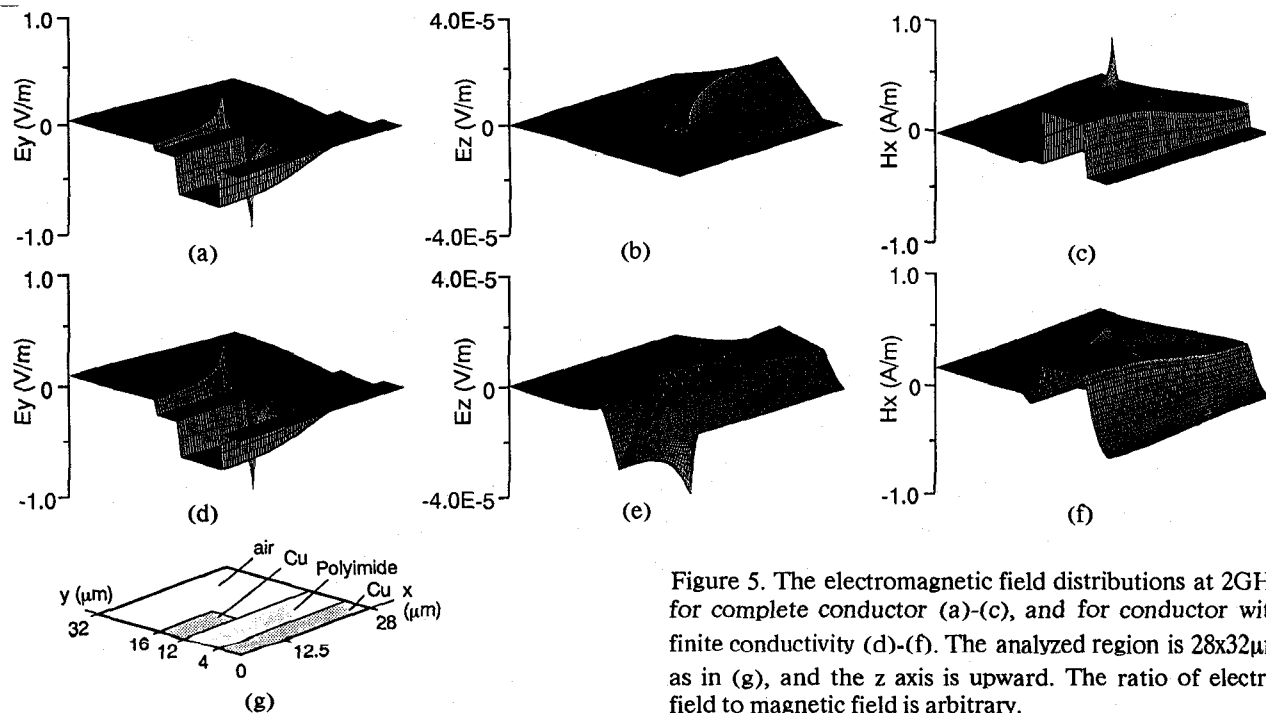 1.0
Ey (V/m)
0
-1.0
(a)
4.0E-5
Ez (V/m)
0
-4.0E-5
(b)
1.0
Hx (A/m)
0
-1.0
(c)
1.0
Ey (V/m)
0
-1.0
(d)
4.0E-5
Ez (V/m)
0
-4.0E-5
(e)
1.0
Hx (A/m)
0
-1.0
(f)
air
Cu
Polyimide
Cu
x
(μm)
y (μm)
32
16
12
4
0
12.5
28
(g)
Figure 5. The electromagnetic field distributions at 2GH
for complete conductor (a)-(c), and for conductor wit
finite conductivity (d)-(f). The analyzed region is 28x32μ
as in (g), and the z axis is upward. The ratio of electr
field to magnetic field is arbitrary.